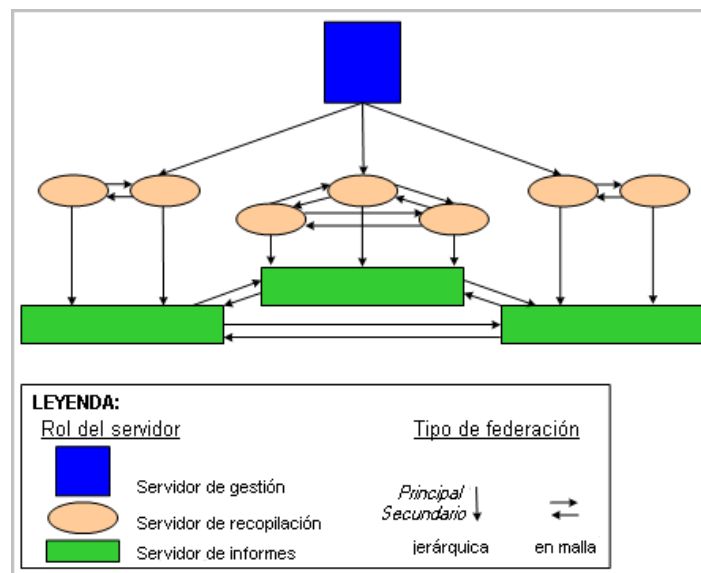 LEYENDA:
Rol del servidor
Tipo de federación
Servidor de gestión
Servidor de recopilación
Servidor de informes
Principal
Secundario
jerárquica
en malla